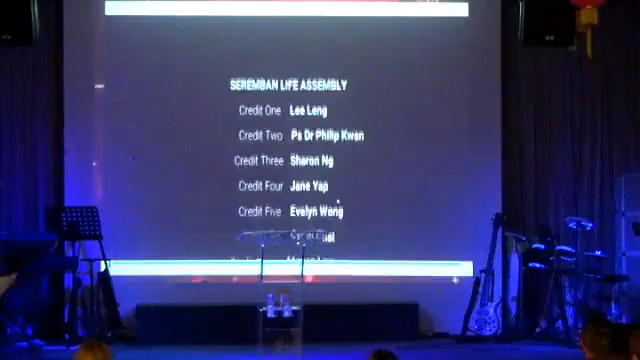 SEREMBAN LIFE ASSEMBLY
Credit One Lee Leng
Credit Two Ps Dr Philip Kwan
Credit Three Sharon Ng
Credit Four Jane Yap
Credit Five Evelyn Wong